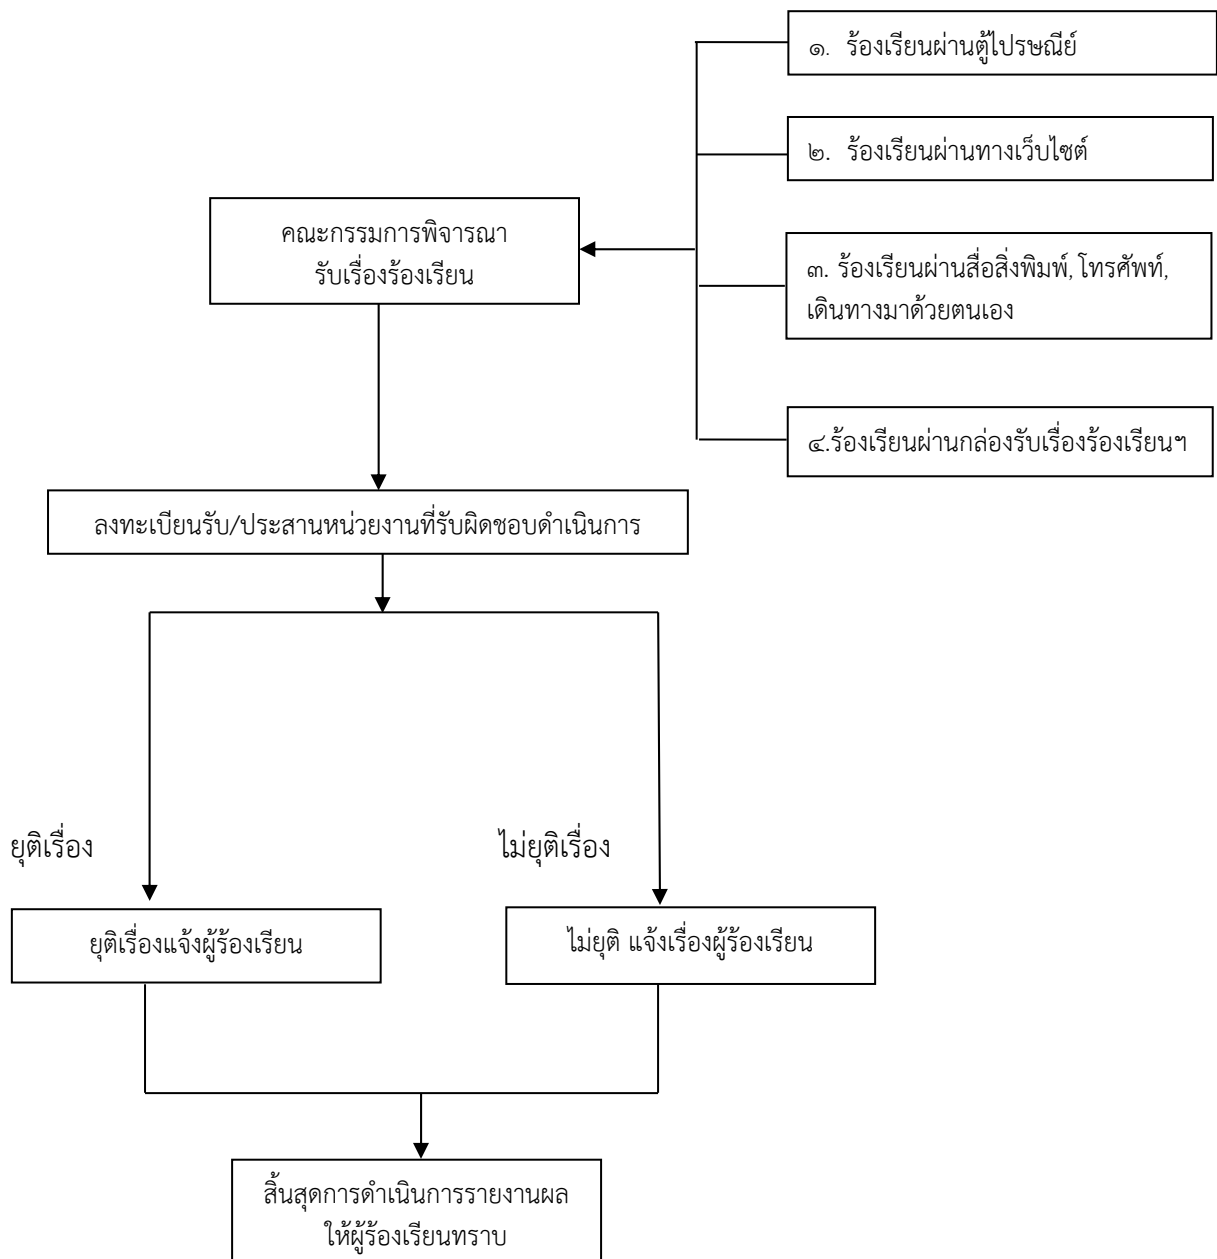 ๑. ร้องเรียนผ่านตู้ไปรษณีย์
๒. ร้องเรียนผ่านทางเว็บไซต์
คณะกรรมการพิจารณา
รับเรื่องร้องเรียน
๓. ร้องเรียนผ่านสื่อสิ่งพิมพ์, โทรศัพท์,
เดินทางมาด้วยตนเอง
๔.ร้องเรียนผ่านกล่องรับเรื่องร้องเรียนฯ
ลงทะเบียนรับ/ประสานหน่วยงานที่รับผิดชอบดำเนินการ
ยุติเรื่อง
ไม่ยุติเรื่อง
ยุติเรื่องแจ้งผู้ร้องเรียน
ไม่ยุติ แจ้งเรื่องผู้ร้องเรียน
สิ้นสุดการดำเนินการรายงานผล
ให้ผู้ร้องเรียนทราบ